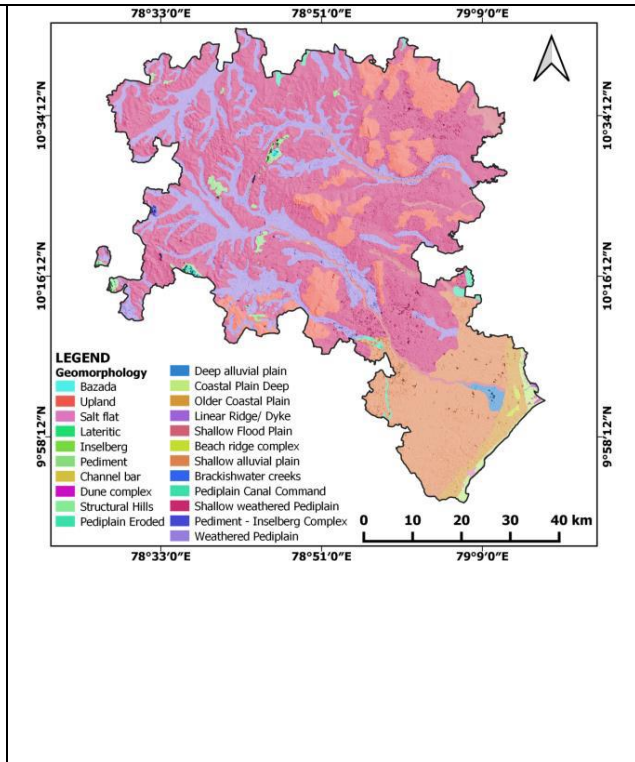 78°33'0"E 78°51'0"E 79°9'0"E
10°34'12"N 10°34'12"N
10°16'12"N 10°16'12"N
9°58'12"N 9°58'12"N
LEGEND
Geomorphology
Bazada
Upland
Salt flat
Lateritic
Inselberg
Pediment
Channel bar
Dune complex
Structural Hills
Pediplain Eroded
Deep alluvial plain
Coastal Plain Deep
Older Coastal Plain
Linear Ridge/ Dyke
Shallow Flood Plain
Beach ridge complex
Shallow alluvial plain
Brackishwater creeks
Pediplain Canal Command
Shallow weathered Pediplain
Pediment - Inselberg Complex
Weathered Pediplain
0 10 20 30 40 km
78°33'0"E 78°51'0"E 79°9'0"E